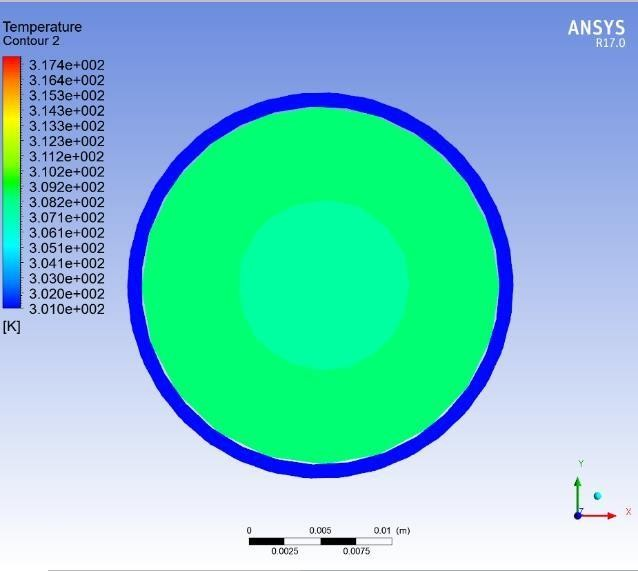 Temperature
Contour 2
ANSYS
R17.0
3.174e+002
3.164e+002
3.153e+002
3.143e+002
3.133e+002
3.123e+002
3.112e+002
3.102e+002
3.092e+002
3.082e+002
3.071e+002
3.061e+002
3.051e+002
3.041e+002
3.030e+002
3.020e+002
3.010e+002
[K]
0 0.005 0.01 (m)
0.0025 0.0075
Y
Z X